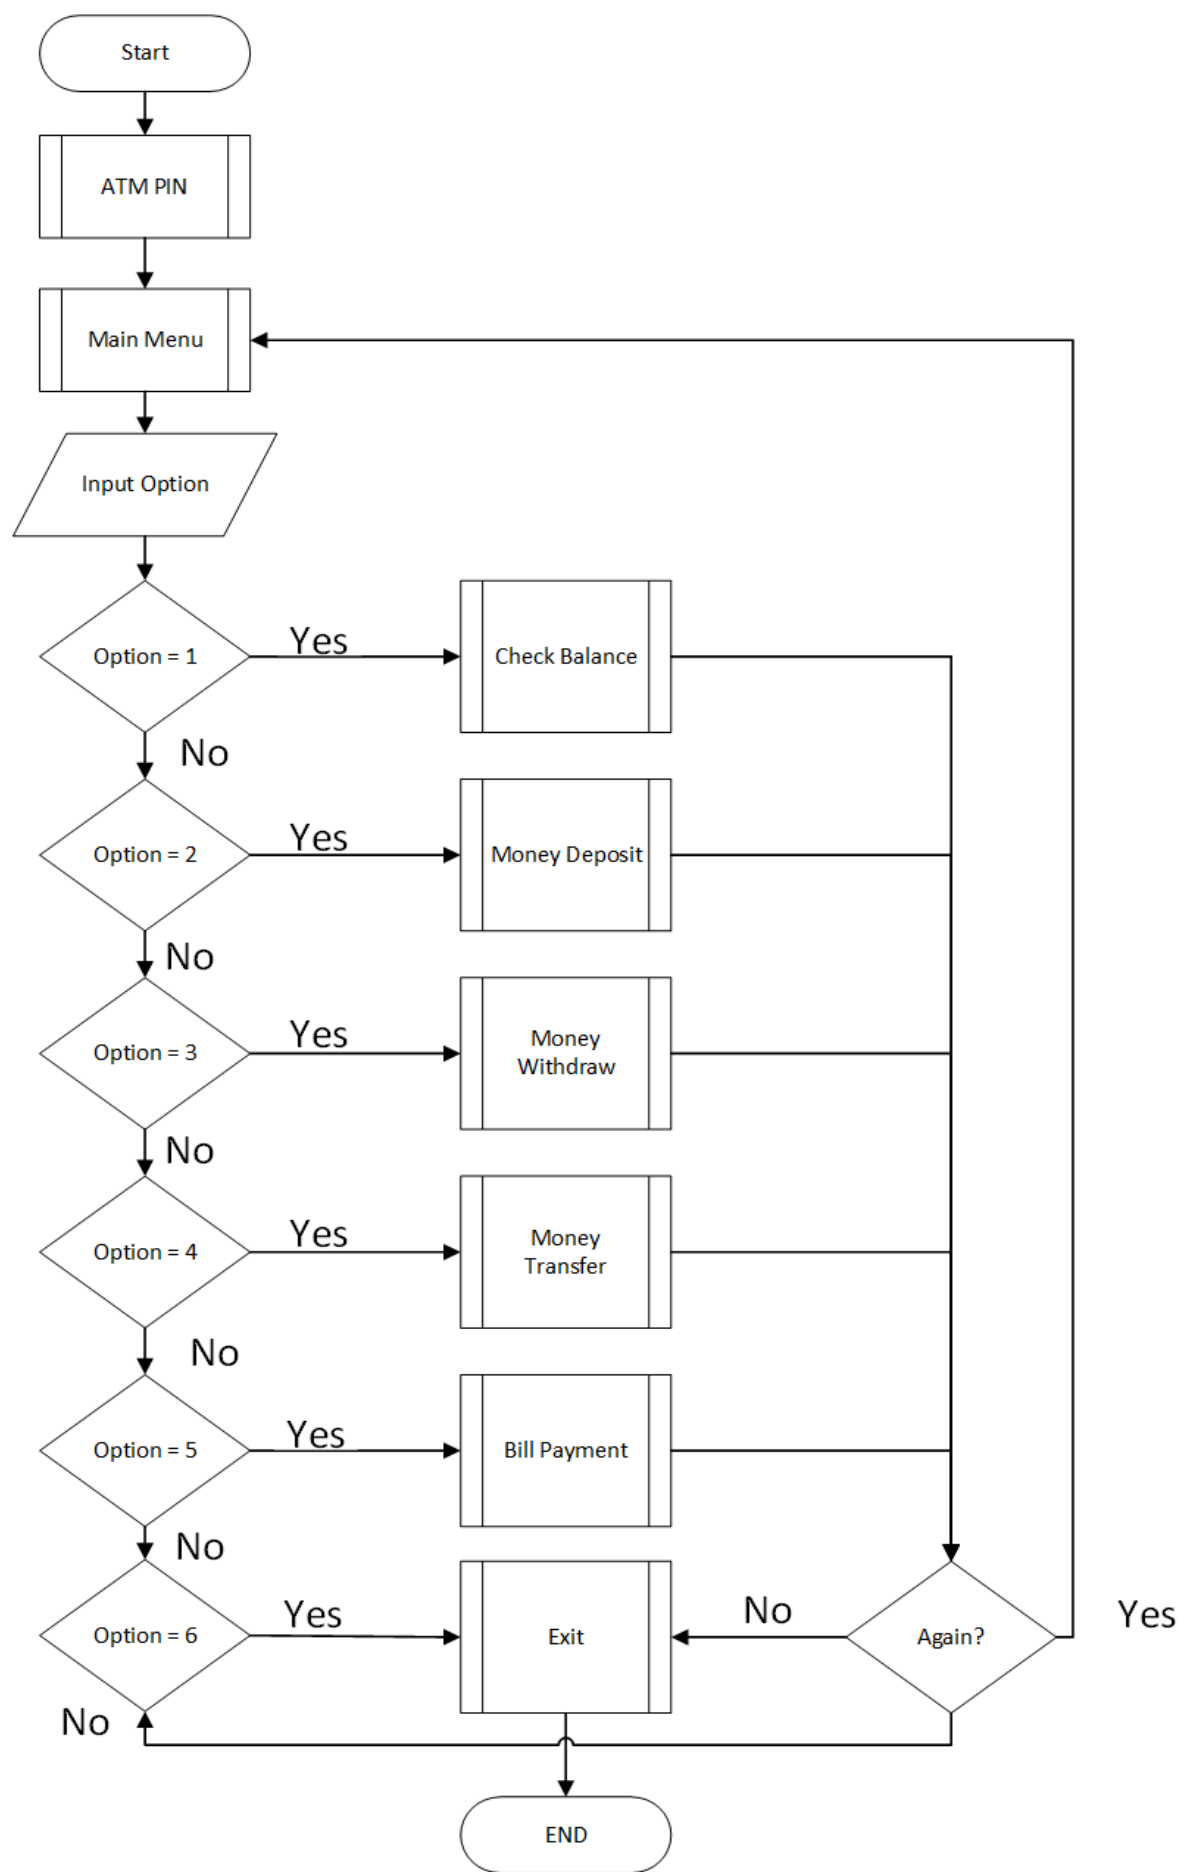 Start
ATM PIN
Main Menu
Input Option
Option = 1
Yes
Check Balance
No
Option = 2
Yes
Money Deposit
No
Option = 3
Yes
Money
Withdraw
No
Option = 4
Yes
Money
Transfer
No
Option = 5
Yes
Bill Payment
No
Option = 6
Yes
Exit
No
Again?
Yes
No
END